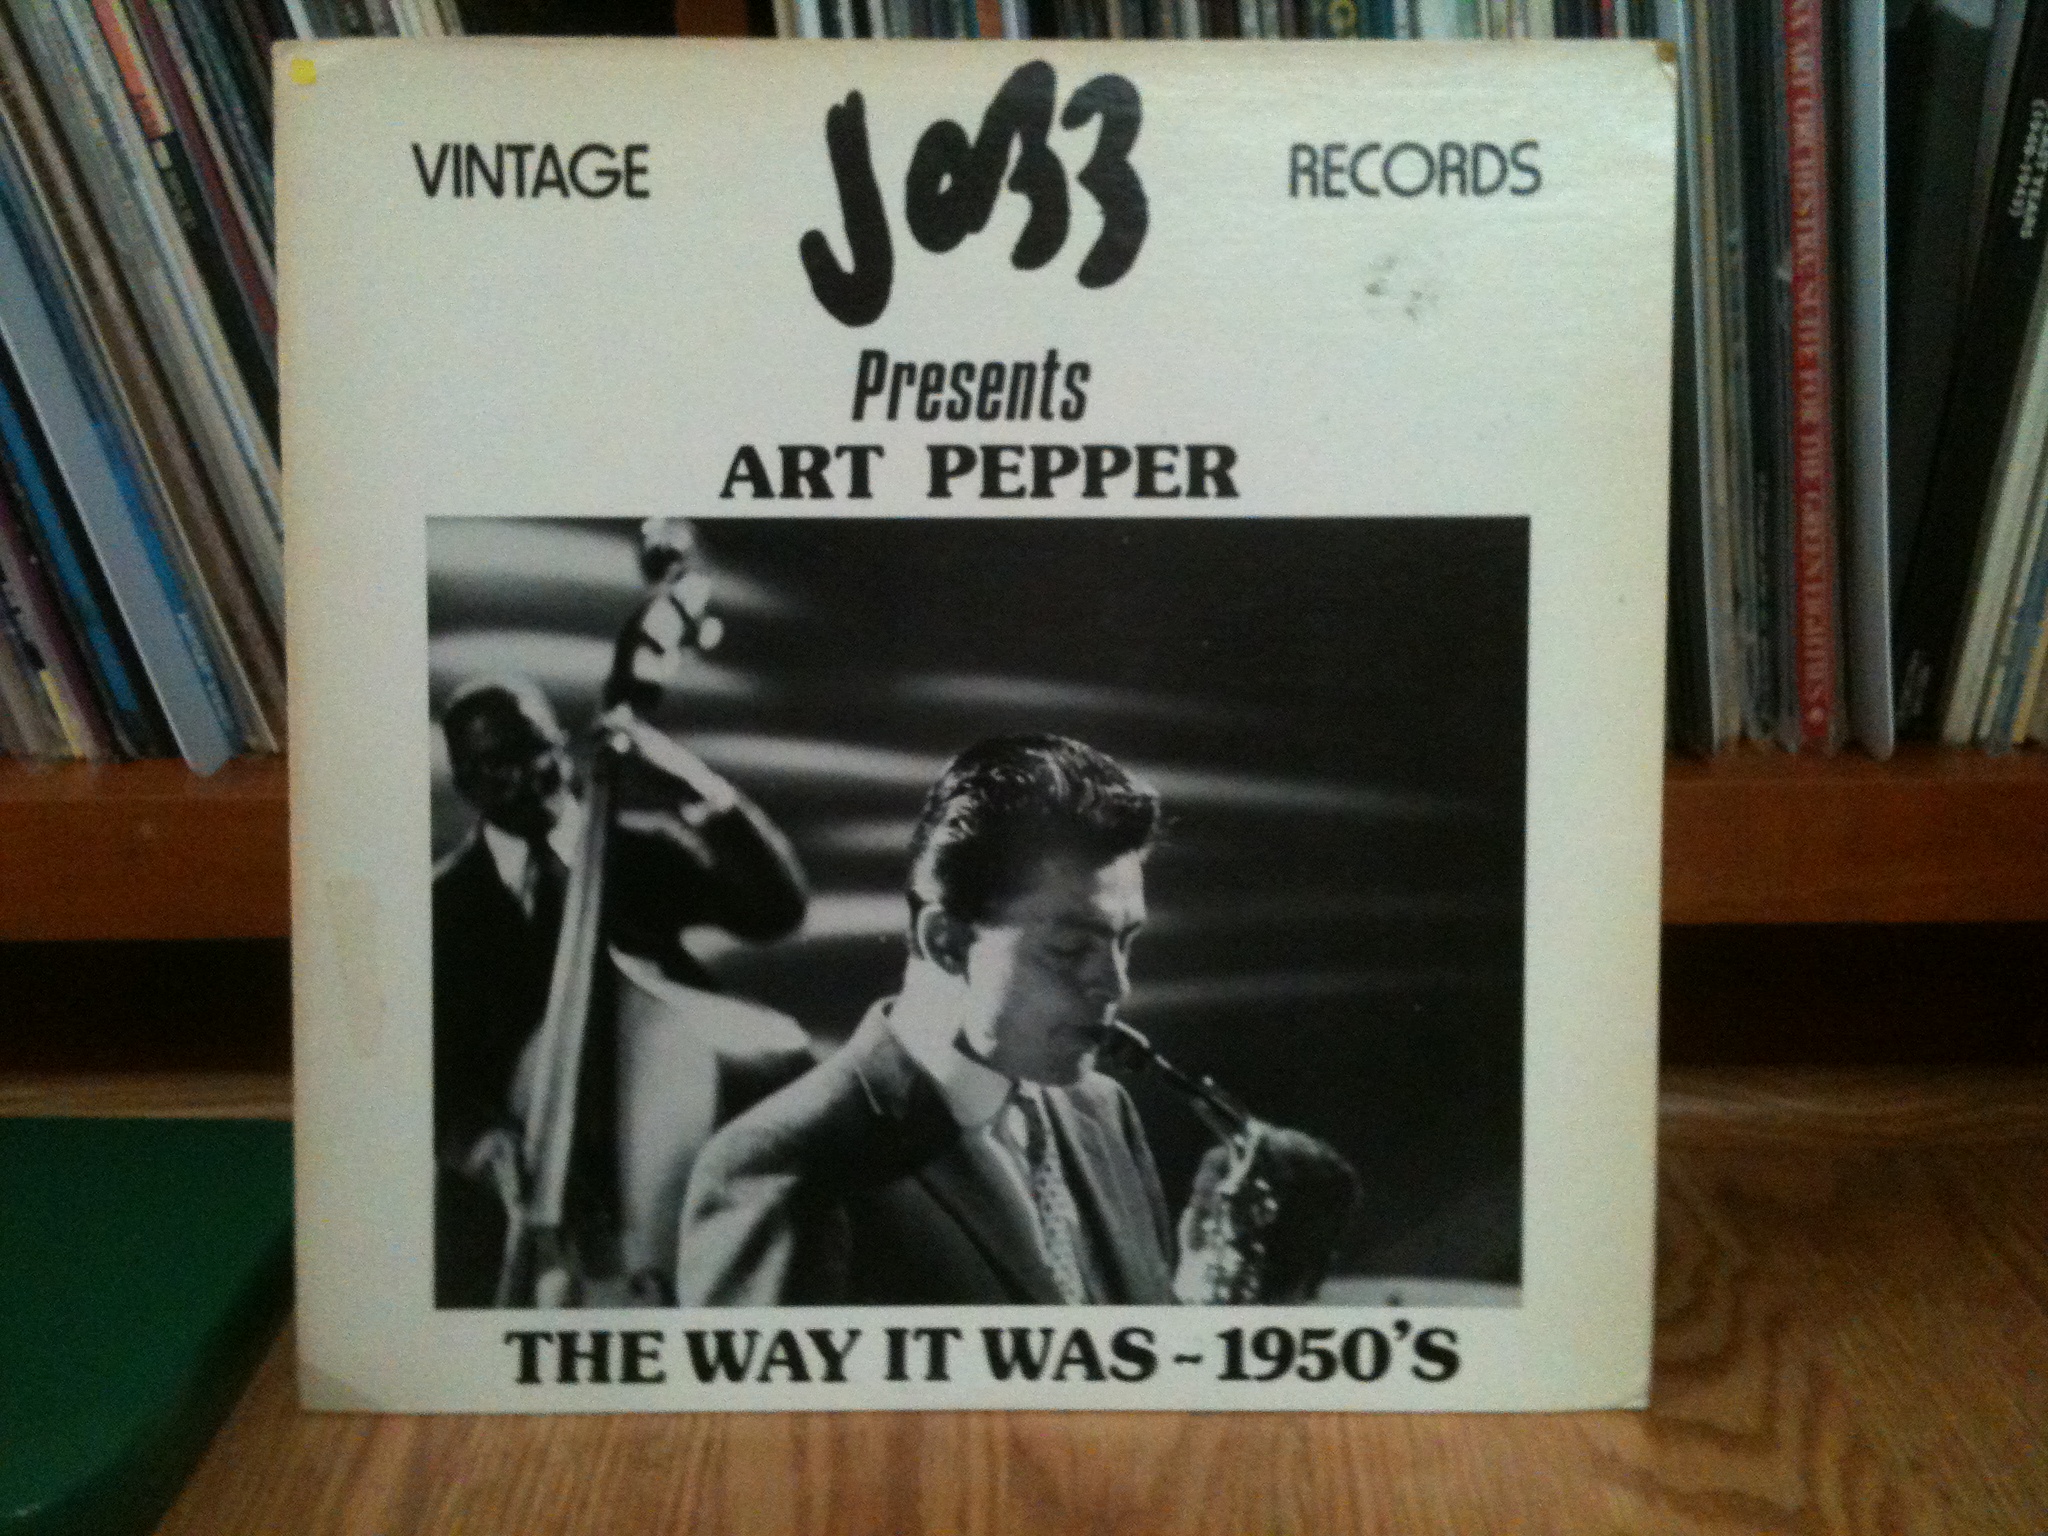 VINTAGE Jazz RECORDS
Presents
ART PEPPER
THE WAY IT WAS ~ 1950'S